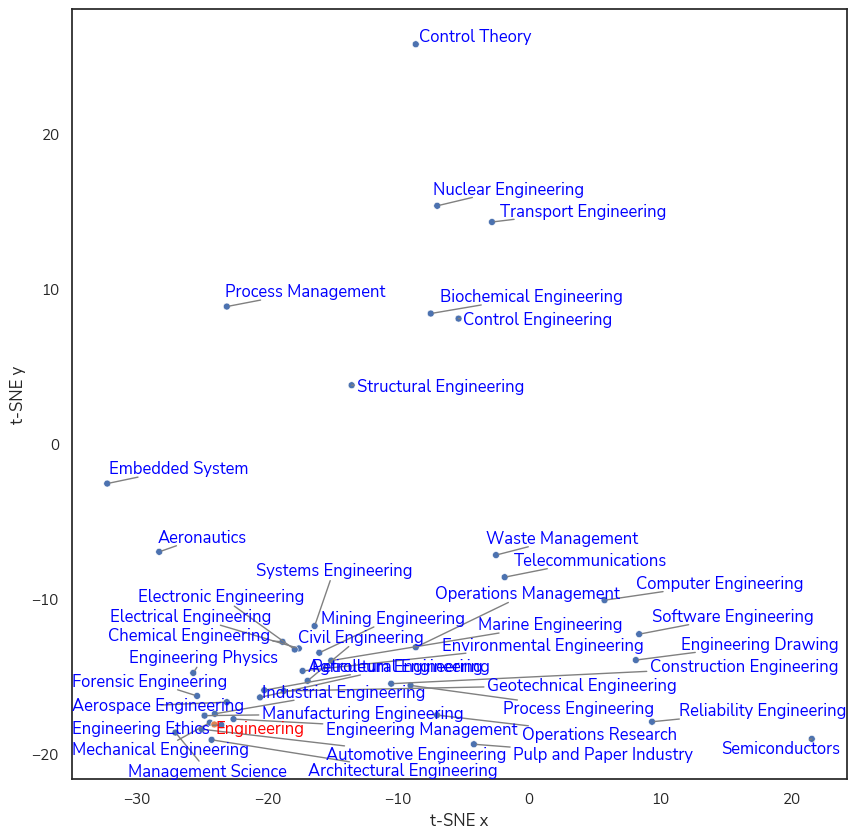 Control Theory
20
Nuclear Engineering
Transport Engineering
Process Management
10
Biochemical Engineering
Control Engineering
Structural Engineering
t-SNE y
0
Embedded System
Aeronautics
Waste Management
Telecommunications
Systems Engineering
Computer Engineering
Operations Management
Electronic Engineering
−10
Electrical Engineering
Mining Engineering
Software Engineering
Marine Engineering
Chemical Engineering
Civil Engineering
Environmental Engineering
Engineering Drawing
Engineering Physics
Agricultural Engineering
Petroleum Engineering
Construction Engineering
Forensic Engineering
Industrial Engineering
Geotechnical Engineering
Aerospace Engineering
Manufacturing Engineering
Process Engineering
Reliability Engineering
Engineering Ethics
Engineering
Engineering Management
Operations Research
Mechanical Engineering
Automotive Engineering
Pulp and Paper Industry
Semiconductors
−20
Management Science
Architectural Engineering
−30
−20
−10
0
10
20
t-SNE x